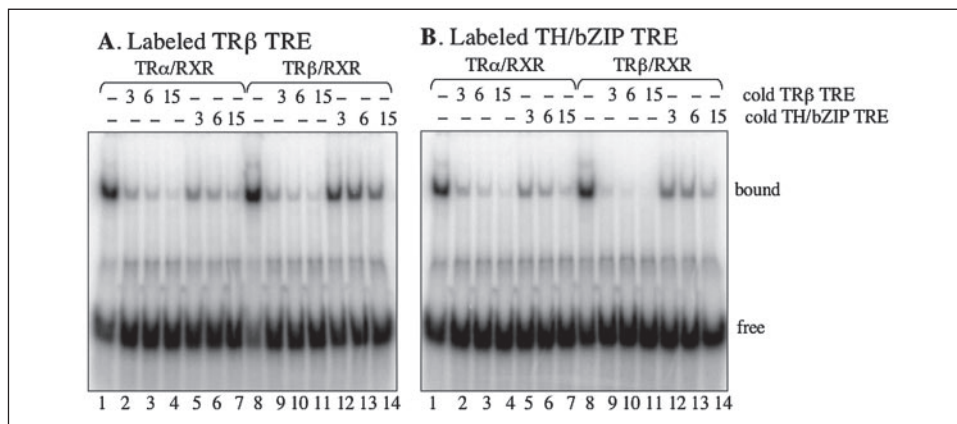 A. Labeled TRβ TRE
TRα/RXR TRβ/RXR
– 3 6 15 – – – – 3 6 15 – – –
– – – – 3 6 15 – – – – 3 6 15
B. Labeled TH/bZIP TRE
TRα/RXR TRβ/RXR
– 3 6 15 – – – – 3 6 15 – – – cold TRβ TRE
– – – – 3 6 15 – – – – 3 6 15 cold TH/bZIP TRE
bound
free
1 2 3 4 5 6 7 8 9 10 11 12 13 14
1 2 3 4 5 6 7 8 9 10 11 12 13 14